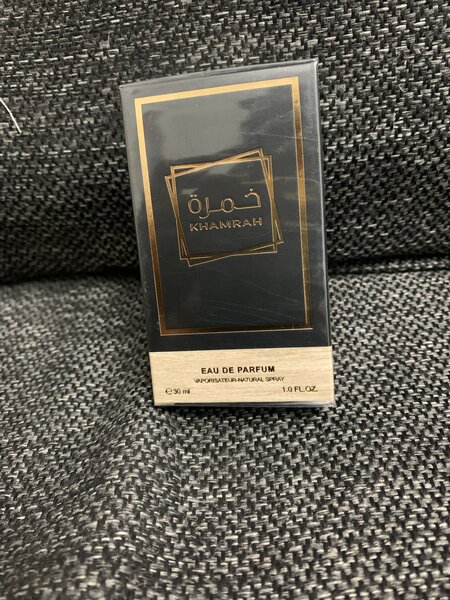 خمرة
KHAMRAH
EAU DE PARFUM
VAPORISATEUR-NATURAL SPRAY
℮30 ml 1.0 FL.OZ.